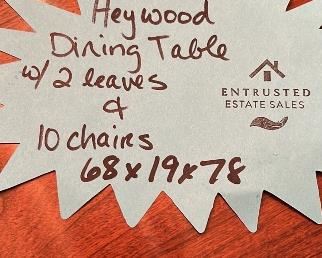 Heywood
Dining Table
w/ 2 leaves
&
10 chairs
68x19x78
ENTRUSTED
ESTATE SALES